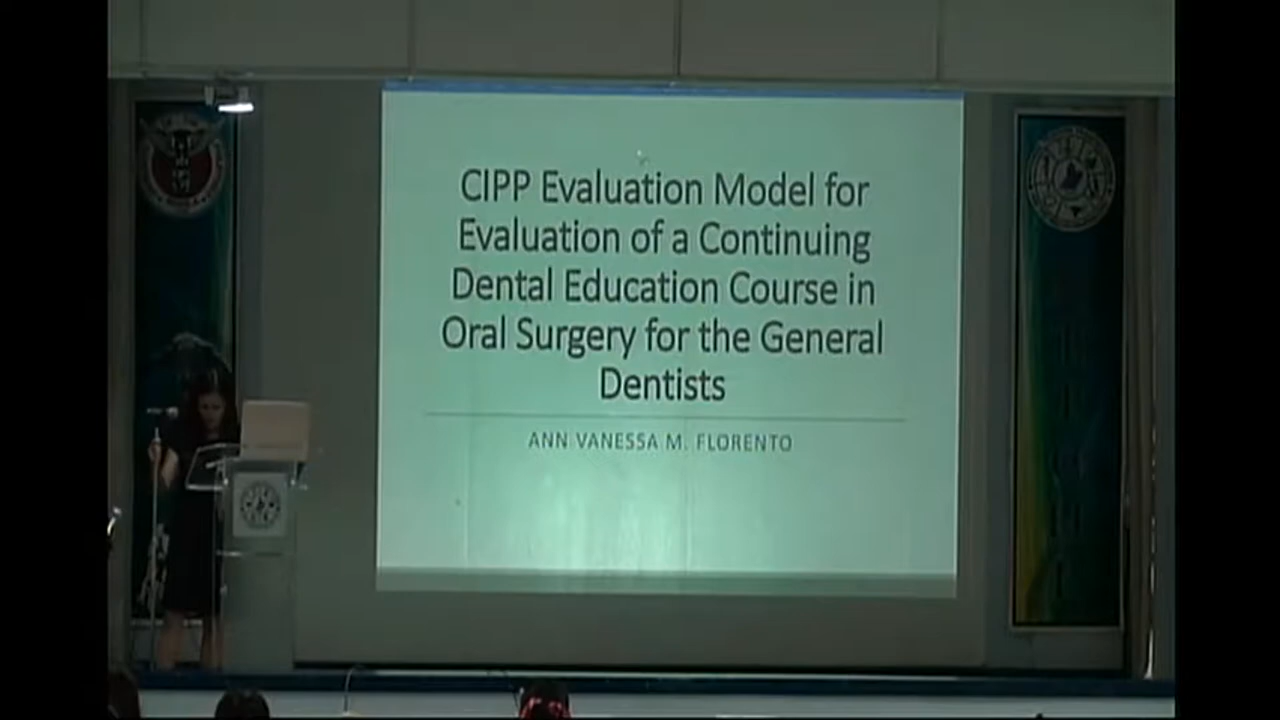 CIPP Evaluation Model for
Evaluation of a Continuing
Dental Education Course in
Oral Surgery for the General
Dentists
ANN VANESSA M. FLORENTO